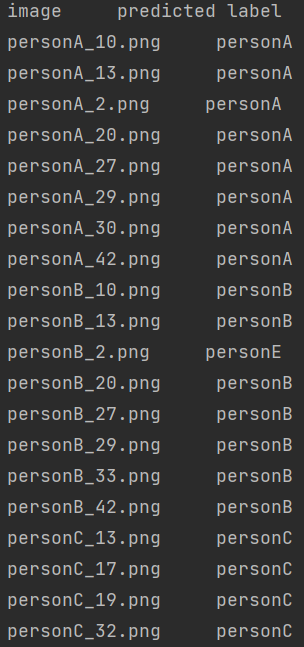 image predicted label
personA_10.png personA
personA_13.png personA
personA_2.png personA
personA_20.png personA
personA_27.png personA
personA_29.png personA
personA_30.png personA
personA_42.png personA
personB_10.png personB
personB_13.png personB
personB_2.png personE
personB_20.png personB
personB_27.png personB
personB_29.png personB
personB_33.png personB
personB_42.png personB
personC_13.png personC
personC_17.png personC
personC_19.png personC
personC_32.png personC